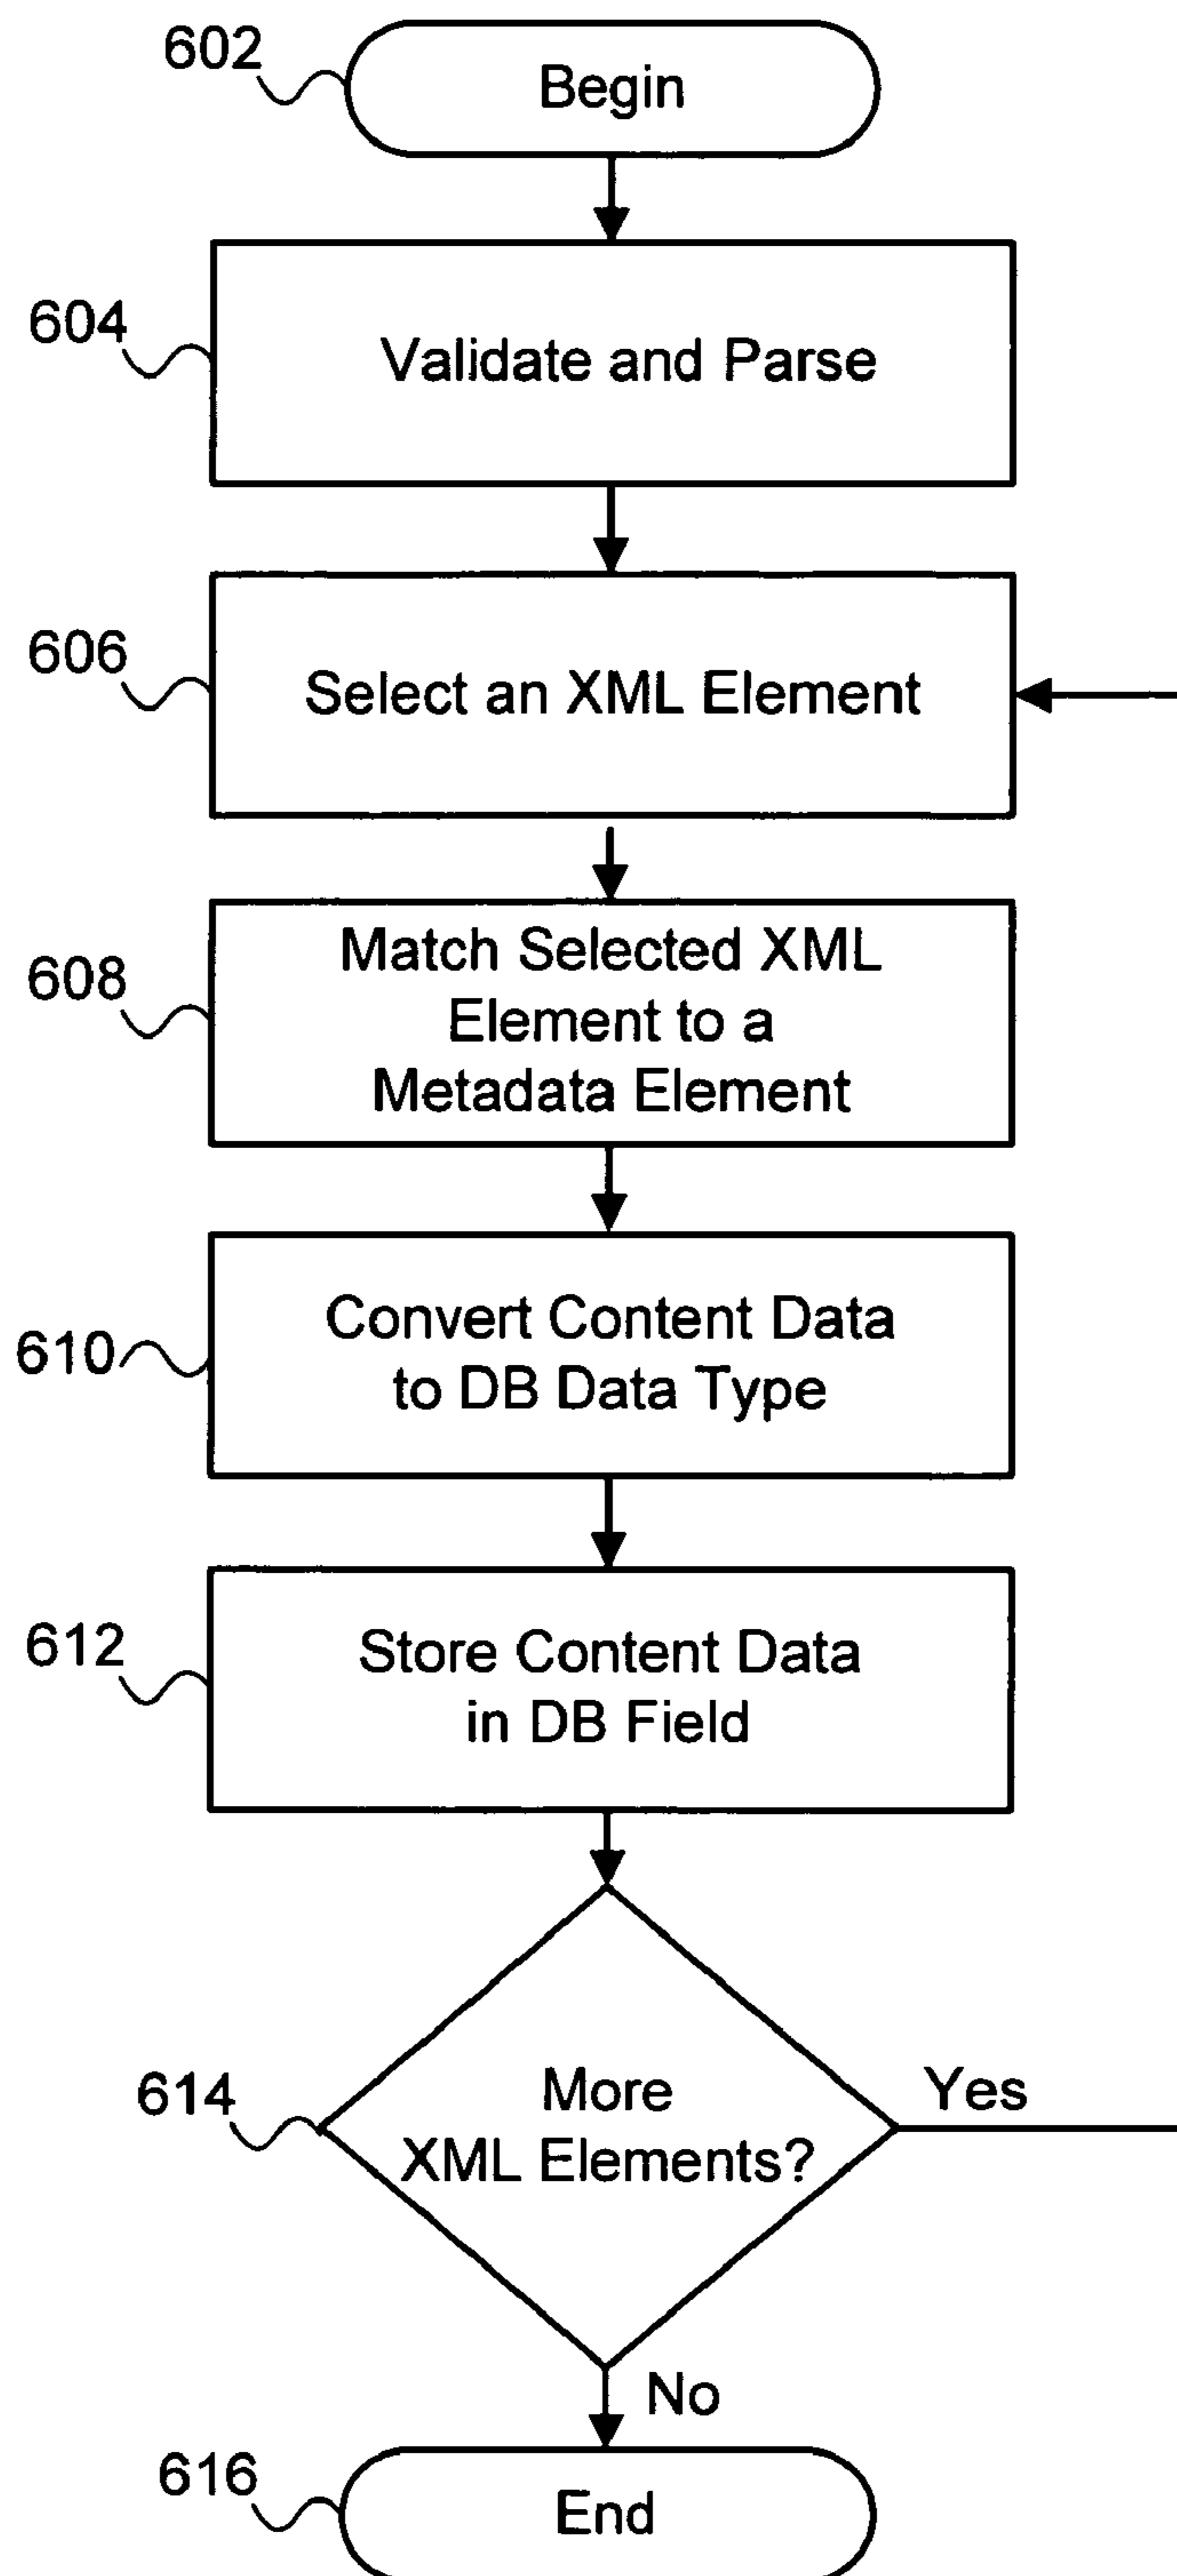 602
Begin
604
Validate and Parse
606
Select an XML Element
608
Match Selected XML
Element to a
Metadata Element
610
Convert Content Data
to DB Data Type
612
Store Content Data
in DB Field
614
More
XML Elements?
Yes
No
616
End